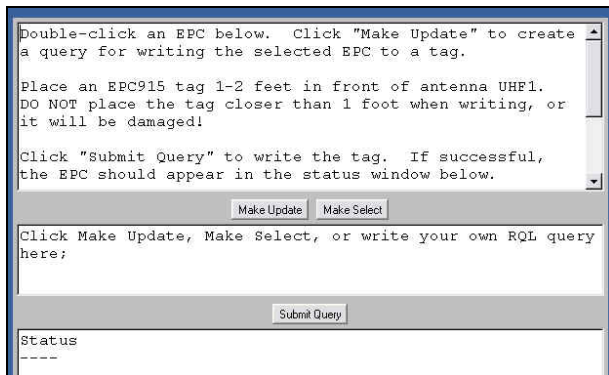 Double-click an EPC below.  Click "Make Update" to create
a query for writing the selected EPC to a tag.
Place an EPC915 tag 1-2 feet in front of antenna UHF1.
DO NOT place the tag closer than 1 foot when writing, or
it will be damaged!
Click "Submit Query" to write the tag.  If successful,
the EPC should appear in the status window below.
Make Update Make Select
Click Make Update, Make Select, or write your own RQL query
here;
Submit Query
Status
----